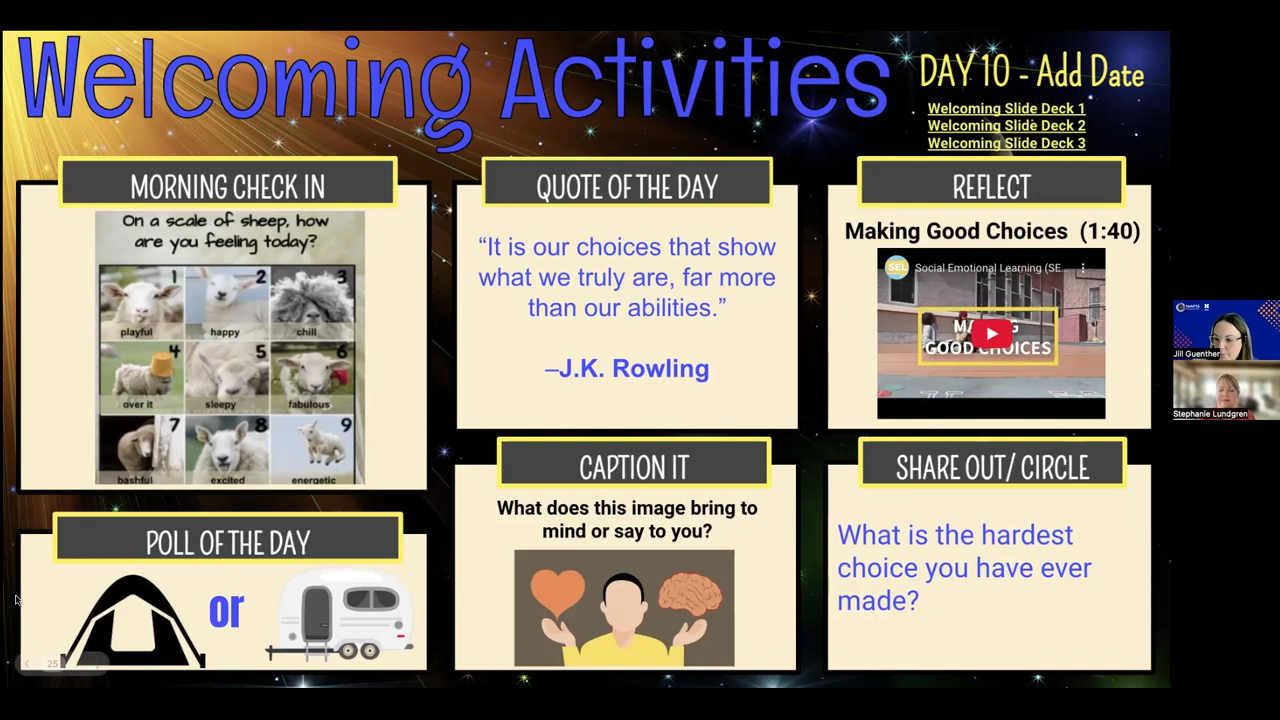 Welcoming Activities
DAY 10 - Add Date
Welcoming Slide Deck 1
Welcoming Slide Deck 2
Welcoming Slide Deck 3
MORNING CHECK IN
On a scale of sheep, how
are you feeling today?
1 2 3
playful happy chill
4 5 6
over it sleepy fabulous
7 8 9
bashful excited energetic
POLL OF THE DAY
or
25
QUOTE OF THE DAY
“It is our choices that show
what we truly are, far more
than our abilities.”
–J.K. Rowling
CAPTION IT
What does this image bring to
mind or say to you?
REFLECT
Making Good Choices (1:40)
SEL
Social Emotional Learning (SE...
GOOD CHOICES
SHARE OUT/ CIRCLE
What is the hardest
choice you have ever
made?
Jill Guenther
Stephanie Lundgren